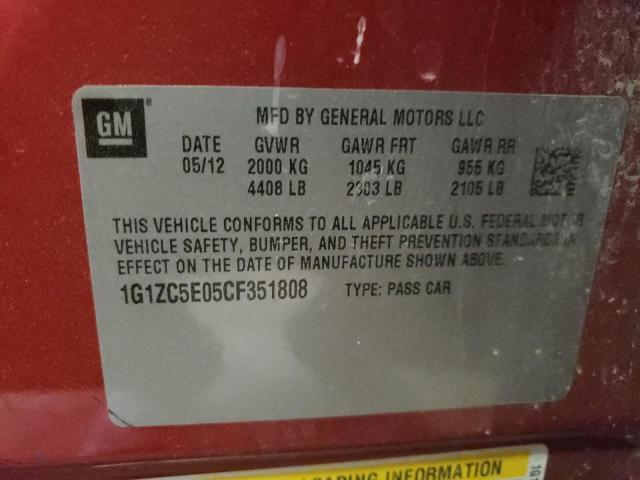 GM
MFD BY GENERAL MOTORS LLC
DATE GVWR GAWR FRT GAWR RR
05/12 2000 KG 1045 KG 955 KG
4408 LB 2303 LB 2105 LB
THIS VEHICLE CONFORMS TO ALL APPLICABLE U.S. FEDERAL MOTOR
VEHICLE SAFETY, BUMPER, AND THEFT PREVENTION STANDARDS IN
EFFECT ON THE DATE OF MANUFACTURE SHOWN ABOVE.
1G1ZC5E05CF351808 TYPE: PASS CAR
LOADING INFORMATION